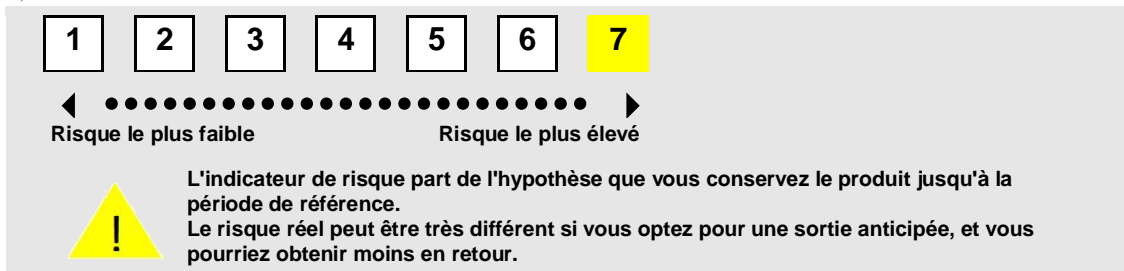 1 2 3 4 5 6 7
Risque le plus faible Risque le plus élevé
L'indicateur de risque part de l'hypothèse que vous conservez le produit jusqu'à la
période de référence.
! Le risque réel peut être très différent si vous optez pour une sortie anticipée, et vous
pourriez obtenir moins en retour.